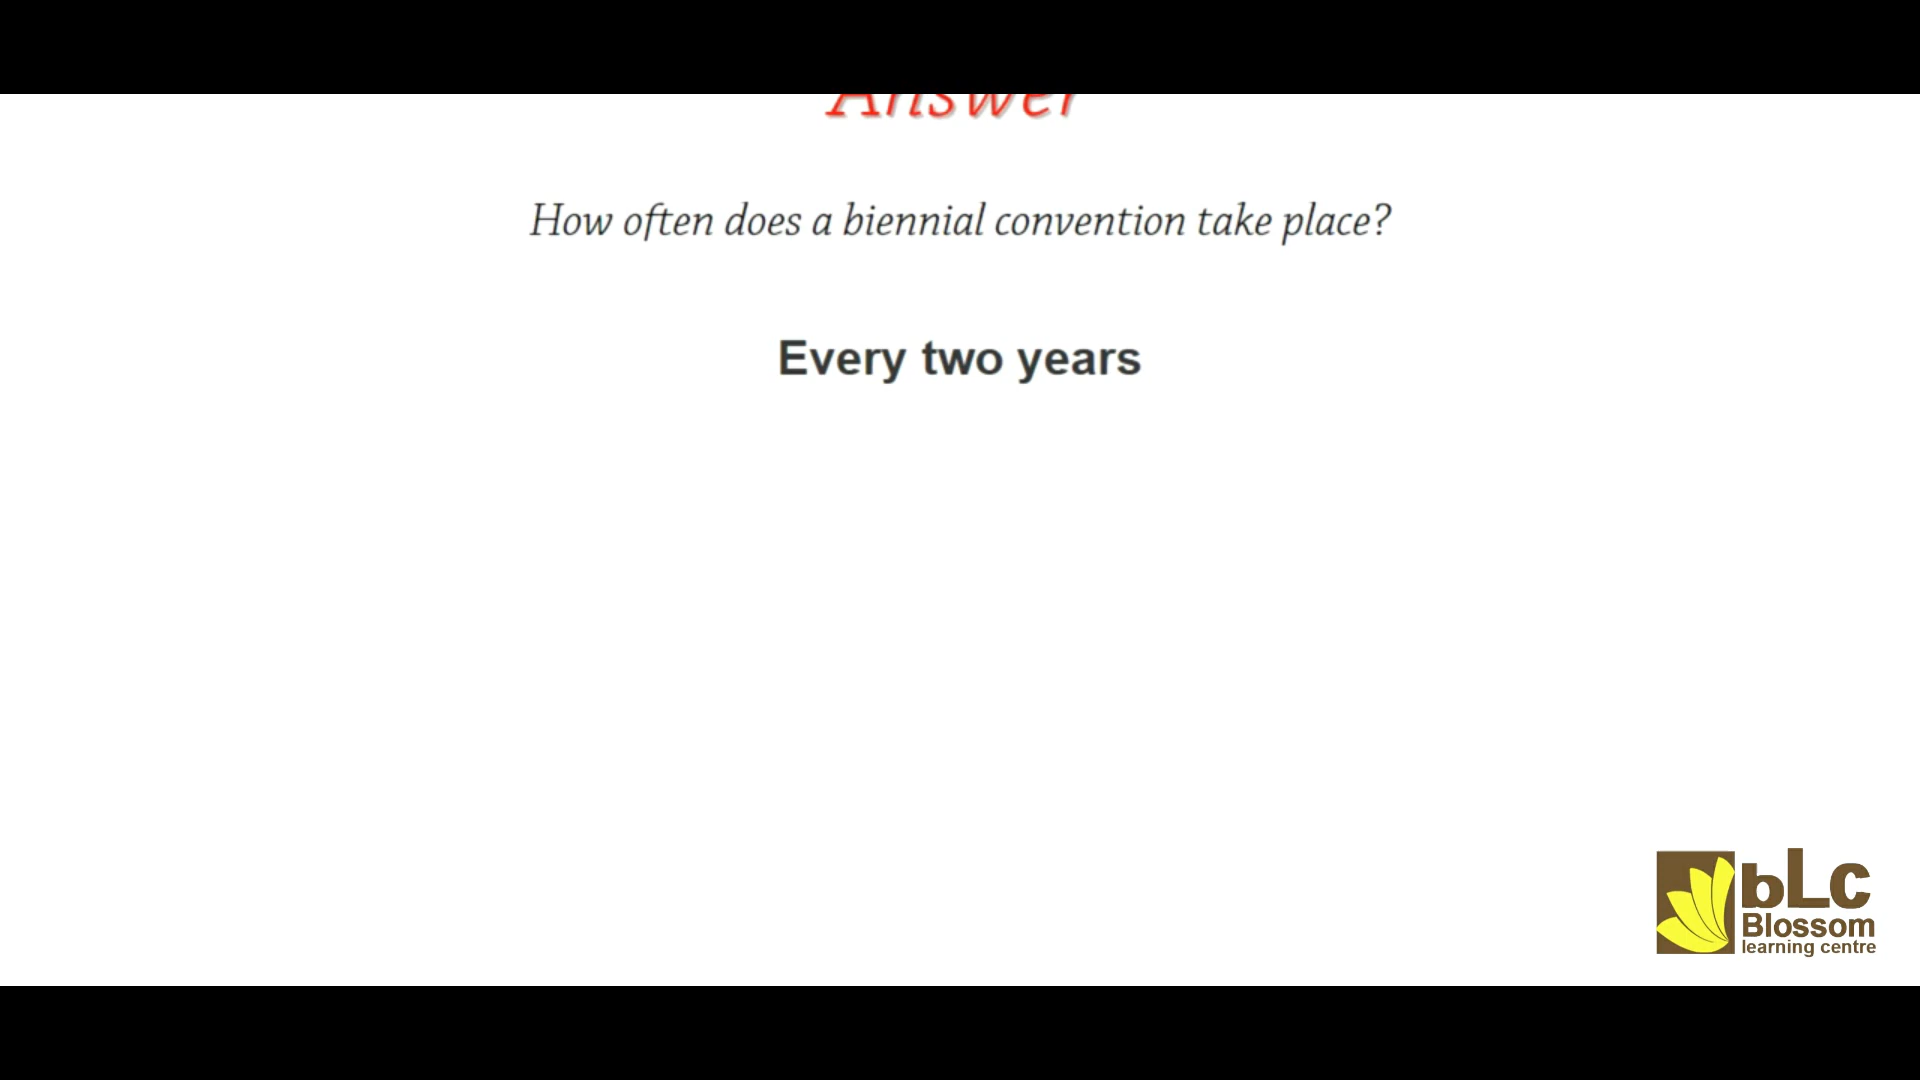 Answer
How often does a biennial convention take place?
Every two years
bLc
Blossom
learning centre